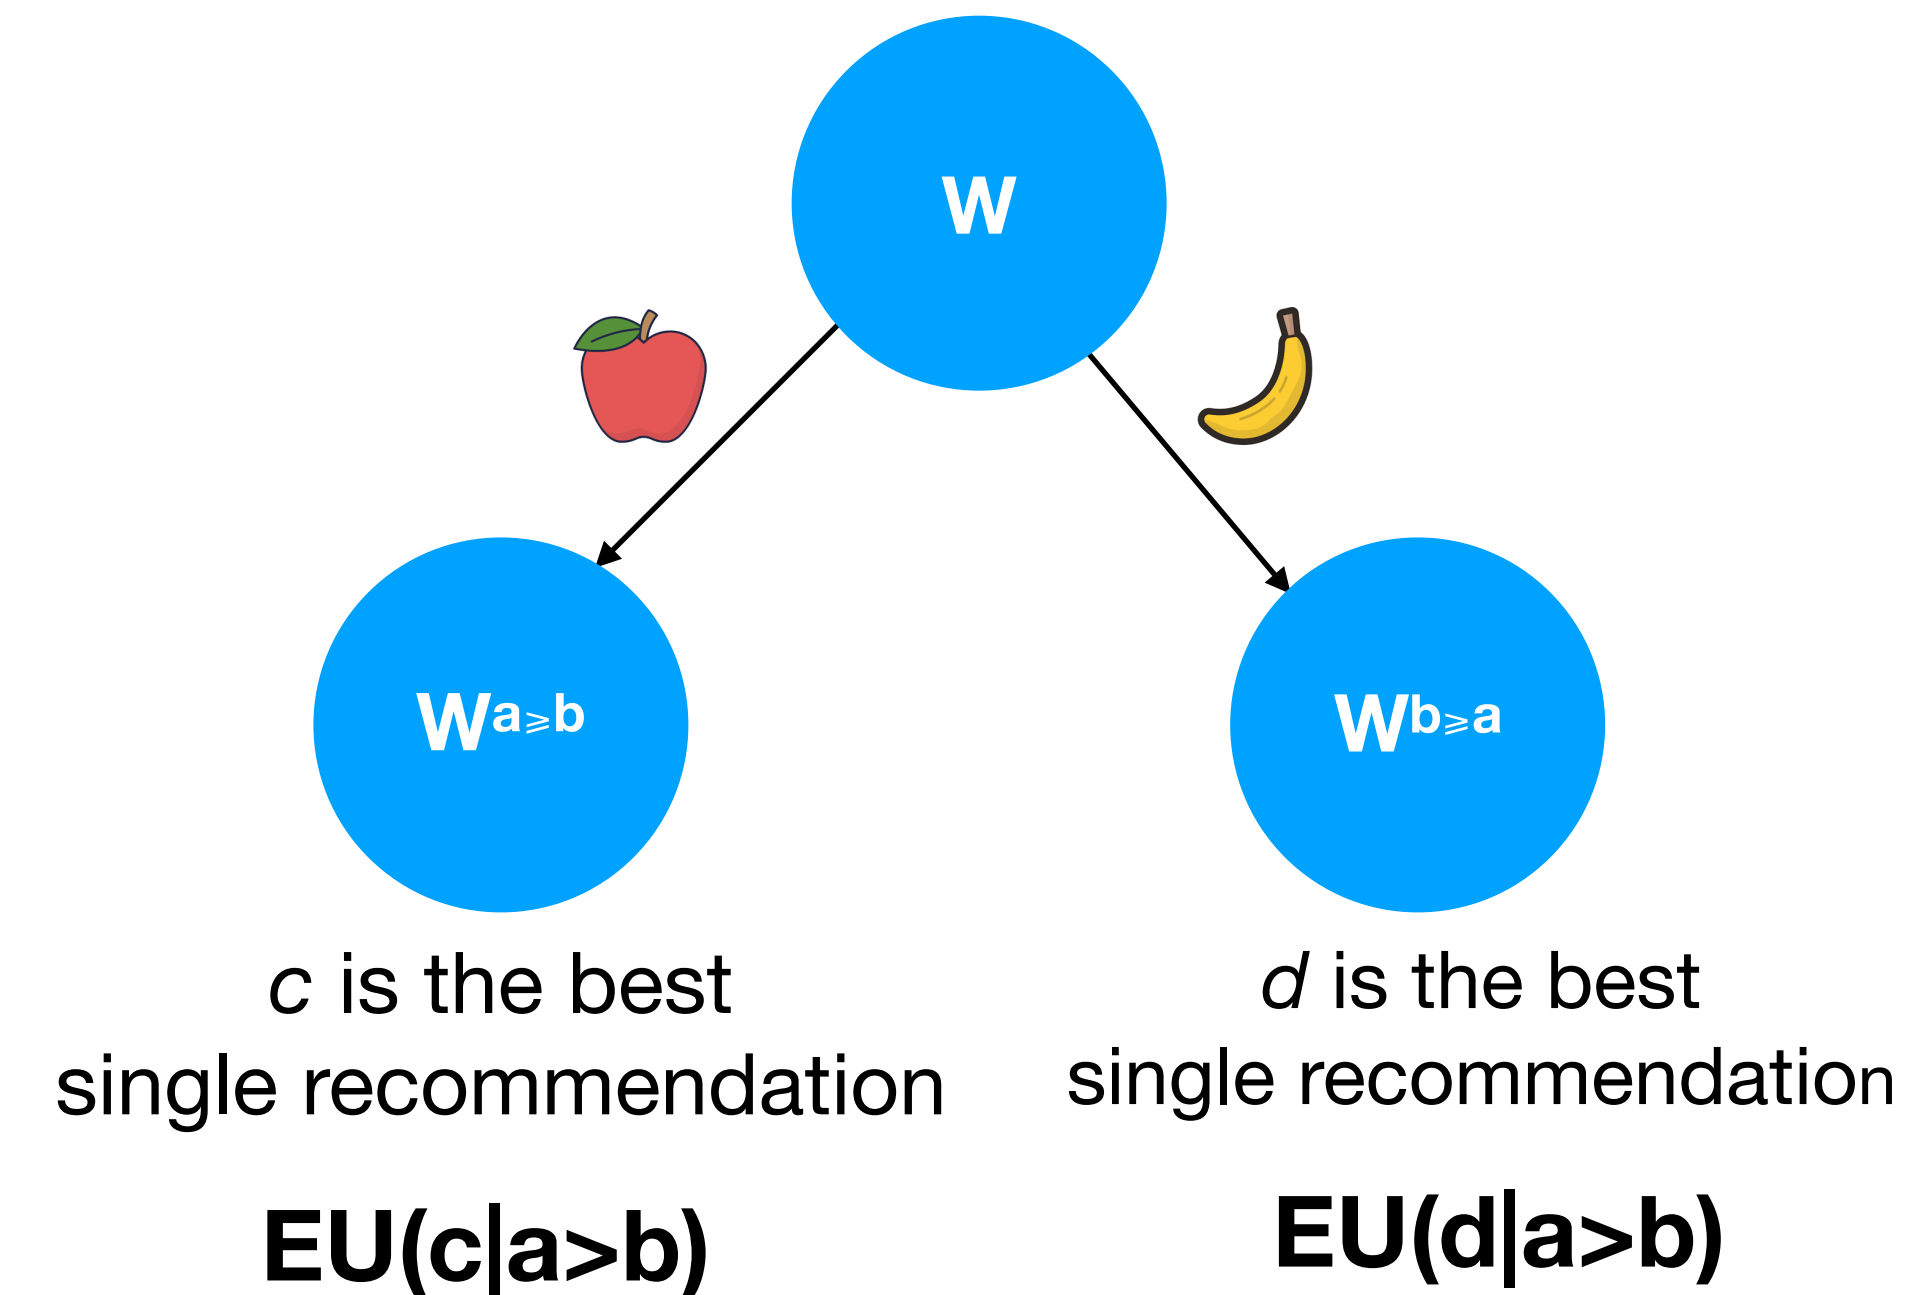 W
Wa⩾b
Wb⩾a
c is the best
single recommendation
d is the best
single recommendation
EU(c|a>b)
EU(d|a>b)